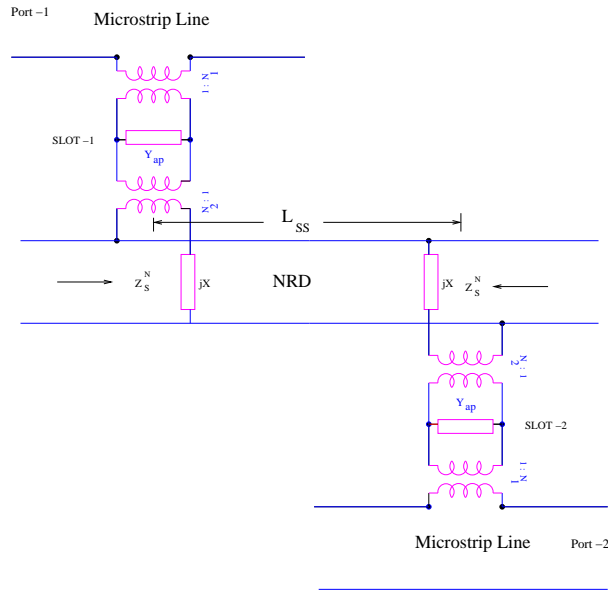 Port –1
Microstrip Line
1 : N1
SLOT –1
Yap
N2 : 1
LSS
ZSN
jX
NRD
jX
ZSN
N2 : 1
Yap
SLOT –2
1 : N1
Microstrip Line
Port –2